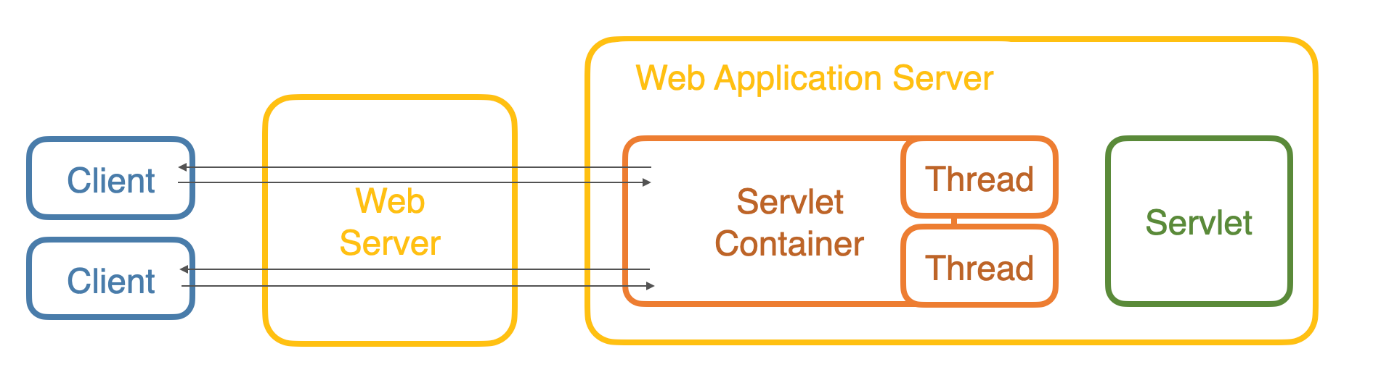 Web Application Server
Client
Client
Web
Server
Servlet
Container
Thread
Thread
Servlet